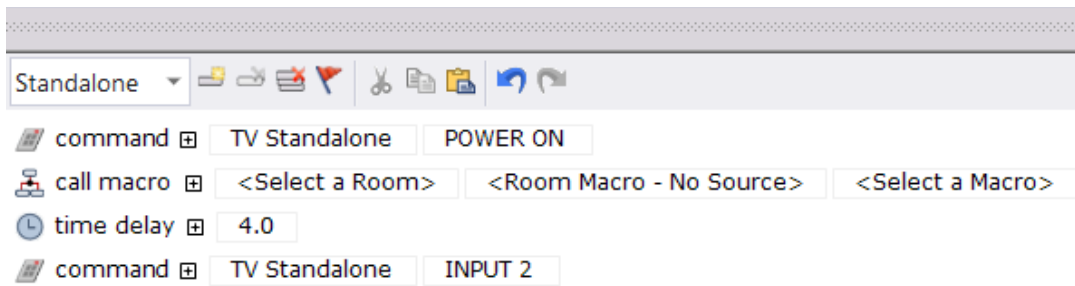 Standalone
command TV Standalone POWER ON
call macro <Select a Room> <Room Macro - No Source> <Select a Macro>
time delay 4.0
command TV Standalone INPUT 2